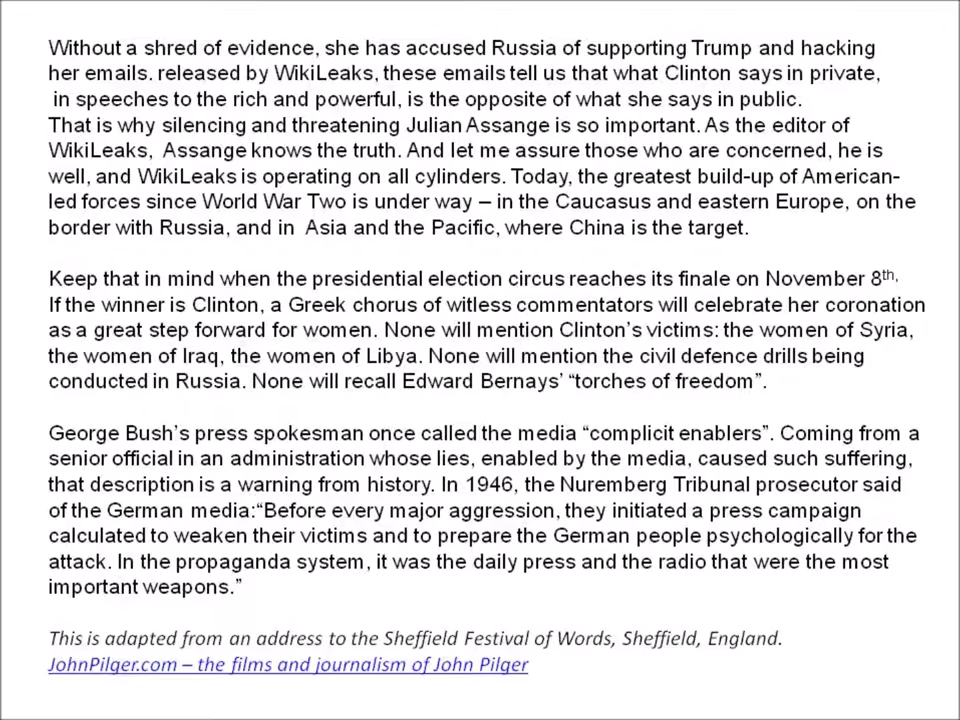 Without a shred of evidence, she has accused Russia of supporting Trump and hacking
her emails. released by WikiLeaks, these emails tell us that what Clinton says in private,
in speeches to the rich and powerful, is the opposite of what she says in public.
That is why silencing and threatening Julian Assange is so important. As the editor of
WikiLeaks, Assange knows the truth. And let me assure those who are concerned, he is
well, and WikiLeaks is operating on all cylinders. Today, the greatest build-up of American-
led forces since World War Two is under way – in the Caucasus and eastern Europe, on the
border with Russia, and in Asia and the Pacific, where China is the target.
Keep that in mind when the presidential election circus reaches its finale on November 8th.
If the winner is Clinton, a Greek chorus of witless commentators will celebrate her coronation
as a great step forward for women. None will mention Clinton's victims: the women of Syria,
the women of Iraq, the women of Libya. None will mention the civil defence drills being
conducted in Russia. None will recall Edward Bernays' “torches of freedom”.
George Bush's press spokesman once called the media “complicit enablers”. Coming from a
senior official in an administration whose lies, enabled by the media, caused such suffering,
that description is a warning from history. In 1946, the Nuremberg Tribunal prosecutor said
of the German media:“Before every major aggression, they initiated a press campaign
calculated to weaken their victims and to prepare the German people psychologically for the
attack. In the propaganda system, it was the daily press and the radio that were the most
important weapons.”
This is adapted from an address to the Sheffield Festival of Words, Sheffield, England.
JohnPilger.com – the films and journalism of John Pilger